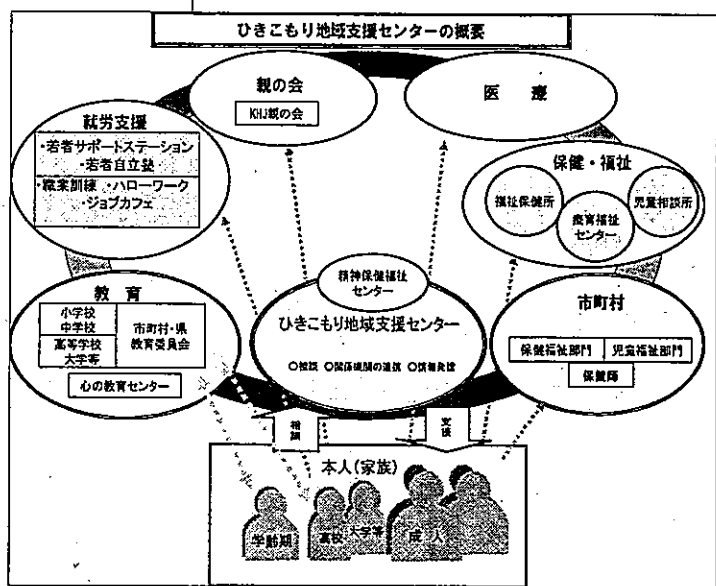 ひきこもり地域支援センターの概要
親の会
KHJ親の会
医　療
就労支援
・若者サポートステーション
・若者自立塾
・職業訓練 ・ハローワーク
・ジョブカフェ
保健・福祉
福祉保健所
療育福祉
センター
児童相談所
精神保健福祉
センター
ひきこもり地域支援センター
○相談 ○関係機関の連携 ○情報発信
教　育
小学校
中学校
高等学校
大学等
市町村・県
教育委員会
心の教育センター
市町村
保健福祉部門
児童福祉部門
保健師
相談
支援
本人(家族)
学齢期
高校
大学等
成人